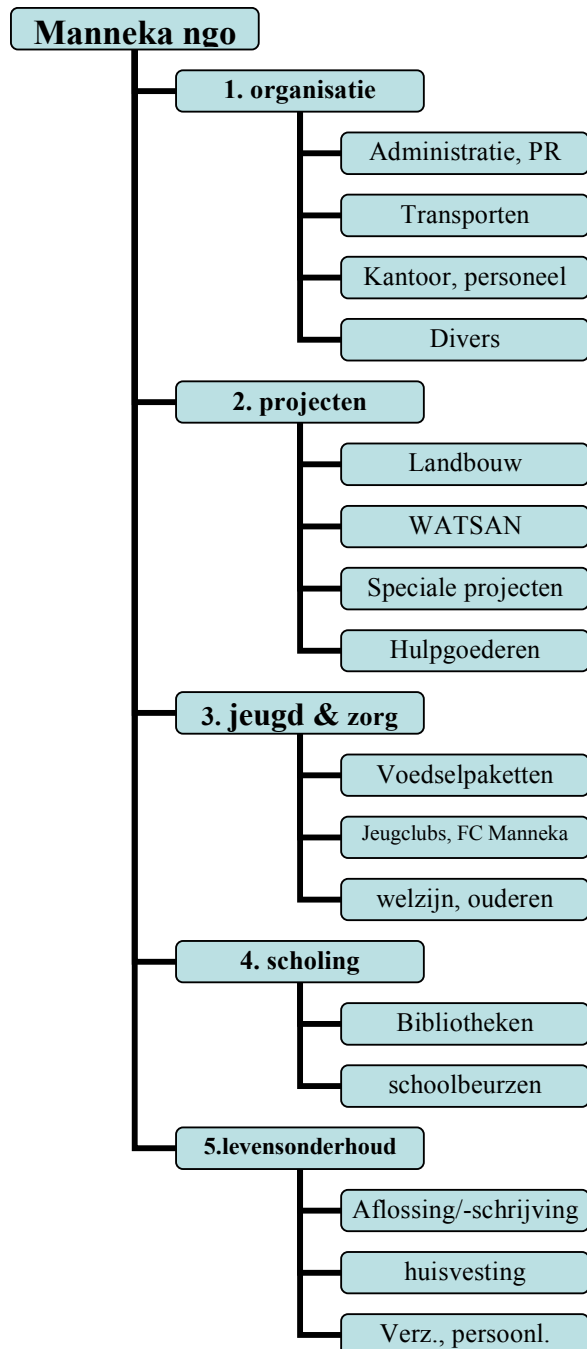 Manneka ngo
1. organisatie
Administratie, PR
Transporten
Kantoor, personeel
Divers
2. projecten
Landbouw
WATSAN
Speciale projecten
Hulpgoederen
3. jeugd & zorg
Voedselpaketten
Jeugclubs, FC Manneka
welzijn, ouderen
4. scholing
Bibliotheken
schoolbeurzen
5.levensonderhoud
Aflossing/-schrijving
huisvesting
Verz., persoonl.